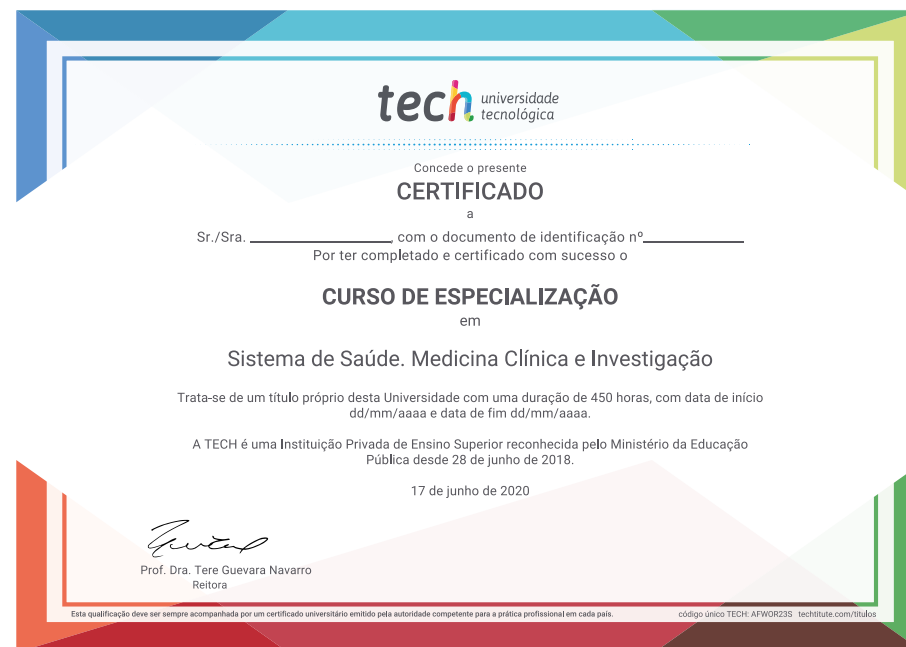 tech universidade
tecnológica
Concede o presente
CERTIFICADO
a
Sr./Sra. ____________________, com o documento de identificação nº______________
Por ter completado e certificado com sucesso o
CURSO DE ESPECIALIZAÇÃO
em
Sistema de Saúde. Medicina Clínica e Investigação
Trata-se de um título próprio desta Universidade com uma duração de 450 horas, com data de início
dd/mm/aaaa e data de fim dd/mm/aaaa.
A TECH é uma Instituição Privada de Ensino Superior reconhecida pelo Ministério da Educação
Pública desde 28 de junho de 2018.
17 de junho de 2020
Prof. Dra. Tere Guevara Navarro
Reitora
Esta qualificação deve ser sempre acompanhada por um certificado universitário emitido pela autoridade competente para a prática profissional em cada país. código único TECH: AFWOR23S techtitute.com/titulos